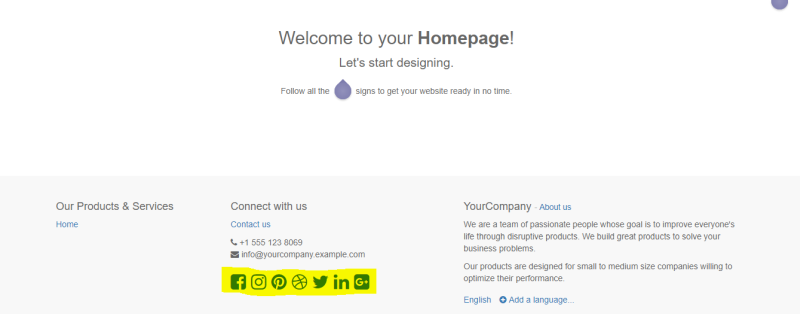 Welcome to your Homepage!
Let's start designing.
Follow all the signs to get your website ready in no time.
Our Products & Services
Home
Connect with us
Contact us
+1 555 123 8069
info@yourcompany.example.com
YourCompany - About us
We are a team of passionate people whose goal is to improve everyone's
life through disruptive products. We build great products to solve your
business problems.
Our products are designed for small to medium size companies willing to
optimize their performance.
English Add a language...